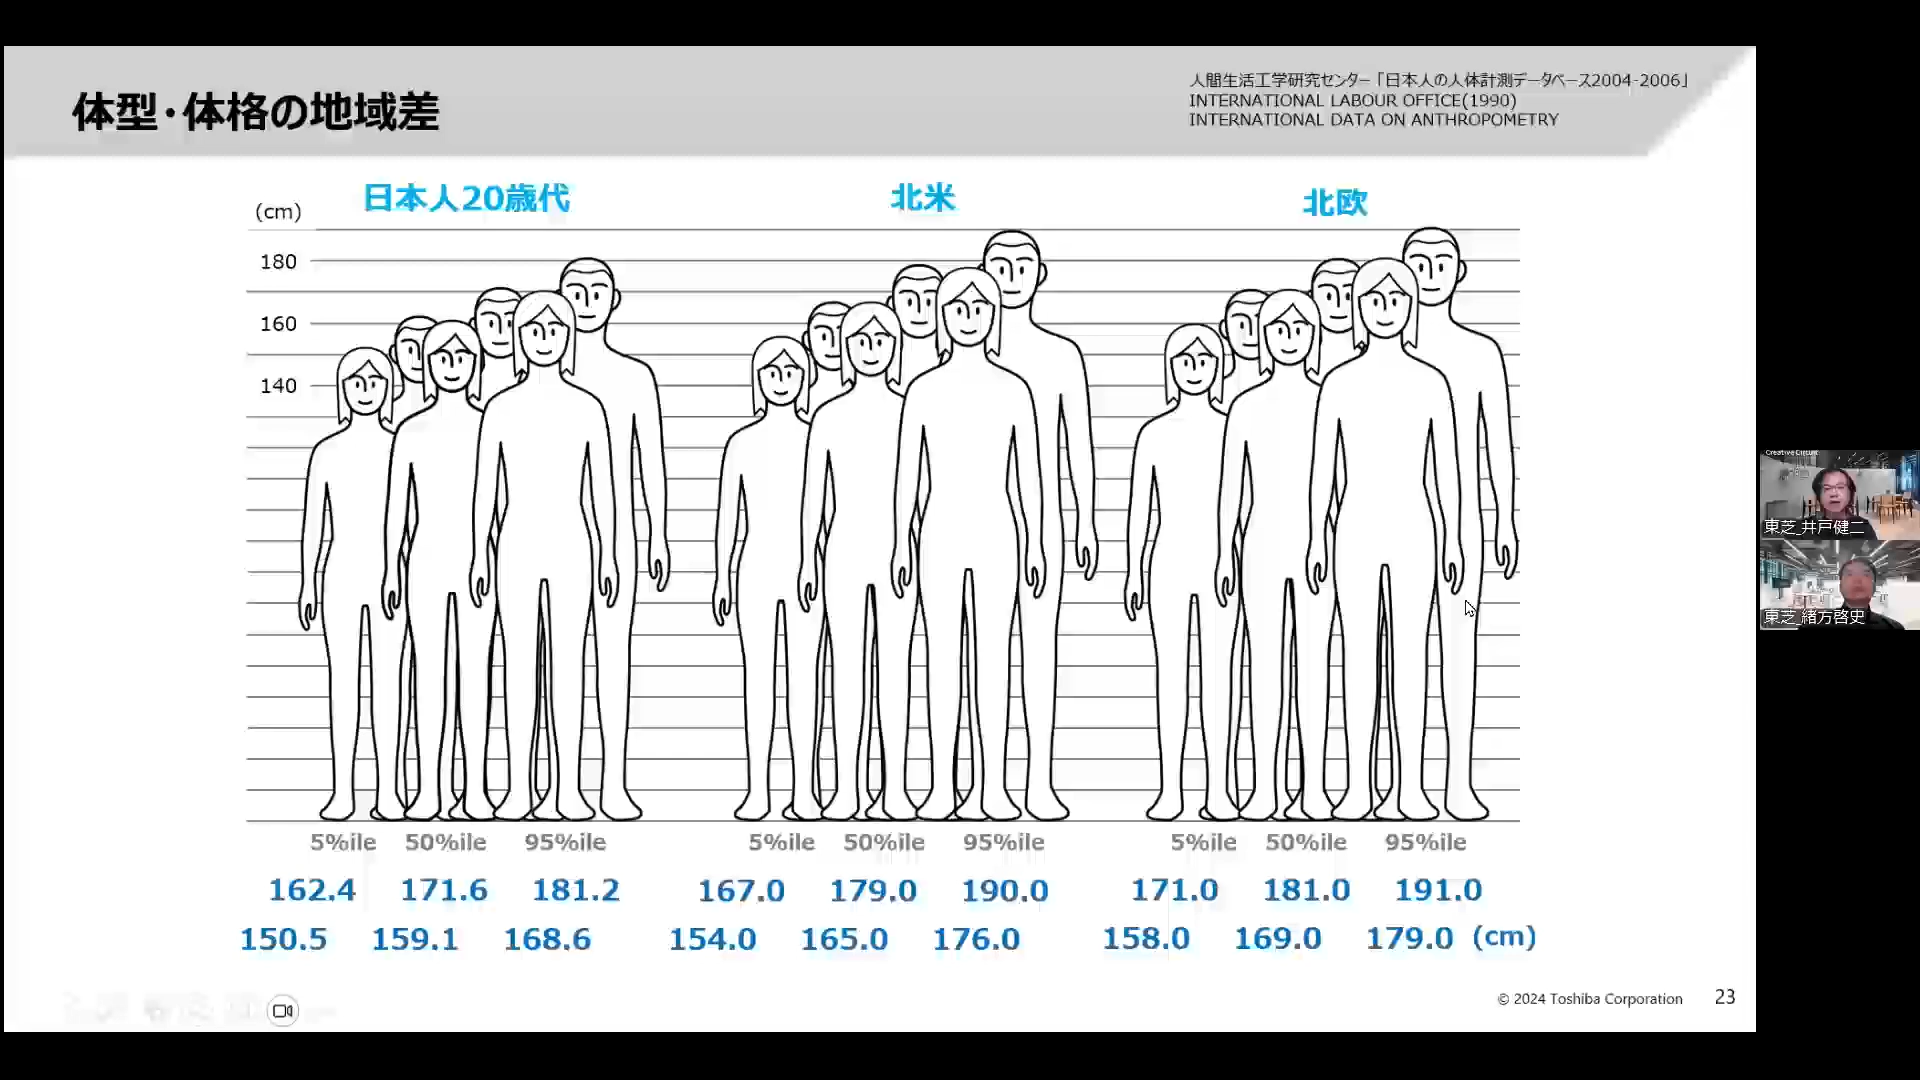 体型・体格の地域差
人間生活工学研究センター「日本人の人体計測データベース2004-2006」
INTERNATIONAL LABOUR OFFICE(1990)
INTERNATIONAL DATA ON ANTHROPOMETRY
日本人20歳代
北米
北欧
(cm)
180
160
140
5%ile 50%ile 95%ile
5%ile 50%ile 95%ile
5%ile 50%ile 95%ile
162.4 171.6 181.2
167.0 179.0 190.0
171.0 181.0 191.0
150.5 159.1 168.6
154.0 165.0 176.0
158.0 169.0 179.0 (cm)
© 2024 Toshiba Corporation 23
Creative Circuit
東芝_井戸健二
東芝_緒方啓史